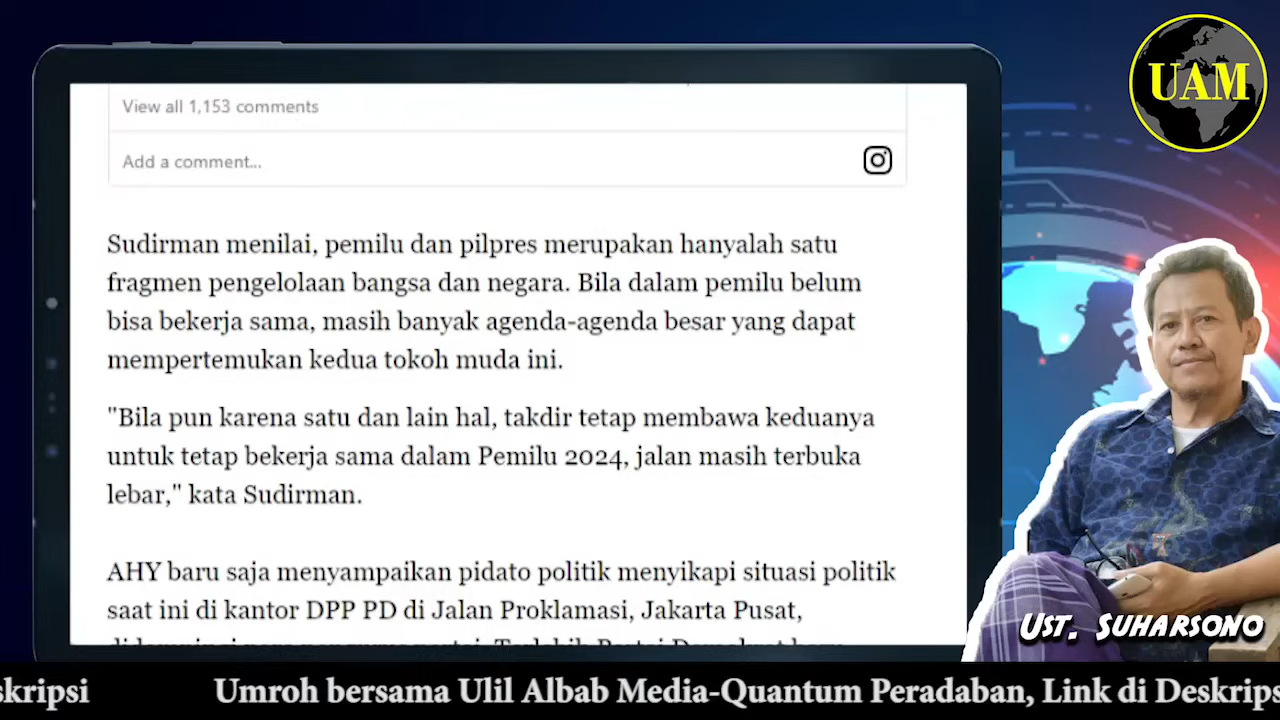 View all 1,153 comments
Add a comment...
Sudirman menilai, pemilu dan pilpres merupakan hanyalah satu
fragmen pengelolaan bangsa dan negara. Bila dalam pemilu belum
bisa bekerja sama, masih banyak agenda-agenda besar yang dapat
mempertemukan kedua tokoh muda ini.
"Bila pun karena satu dan lain hal, takdir tetap membawa keduanya
untuk tetap bekerja sama dalam Pemilu 2024, jalan masih terbuka
lebar," kata Sudirman.
AHY baru saja menyampaikan pidato politik menyikapi situasi politik
saat ini di kantor DPP PD di Jalan Proklamasi, Jakarta Pusat,
UAM
UST. SUHARSONO
skripsi Umroh bersama Ulil Albab Media-Quantum Peradaban, Link di Deskrips